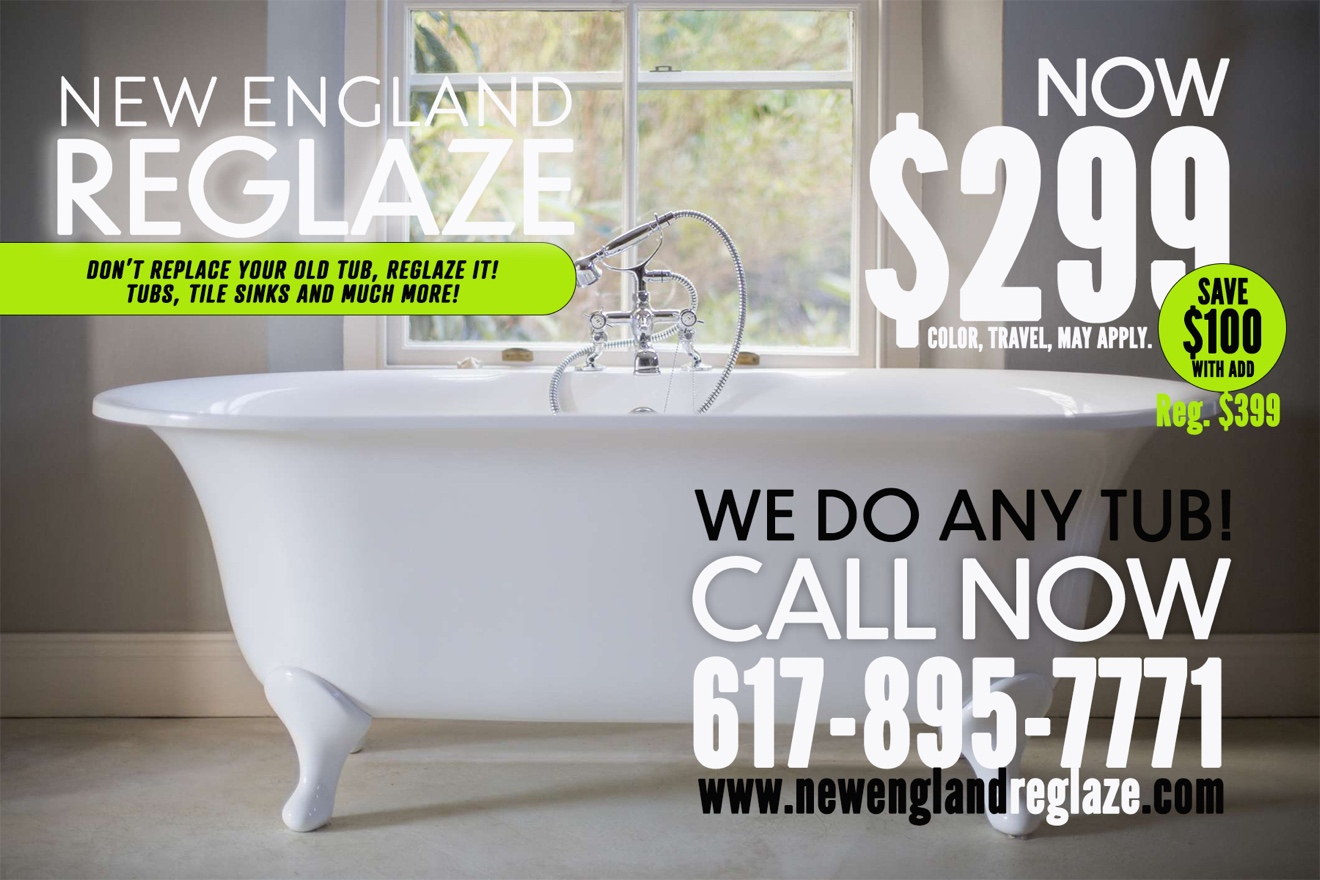 NEW ENGLAND
REGLAZE
DON'T REPLACE YOUR OLD TUB, REGLAZE IT!
TUBS, TILE SINKS AND MUCH MORE!
NOW
$299
COLOR, TRAVEL, MAY APPLY.
SAVE
$100
WITH ADD
Reg. $399
WE DO ANY TUB!
CALL NOW
617-895-7771
www.newenglandreglaze.com